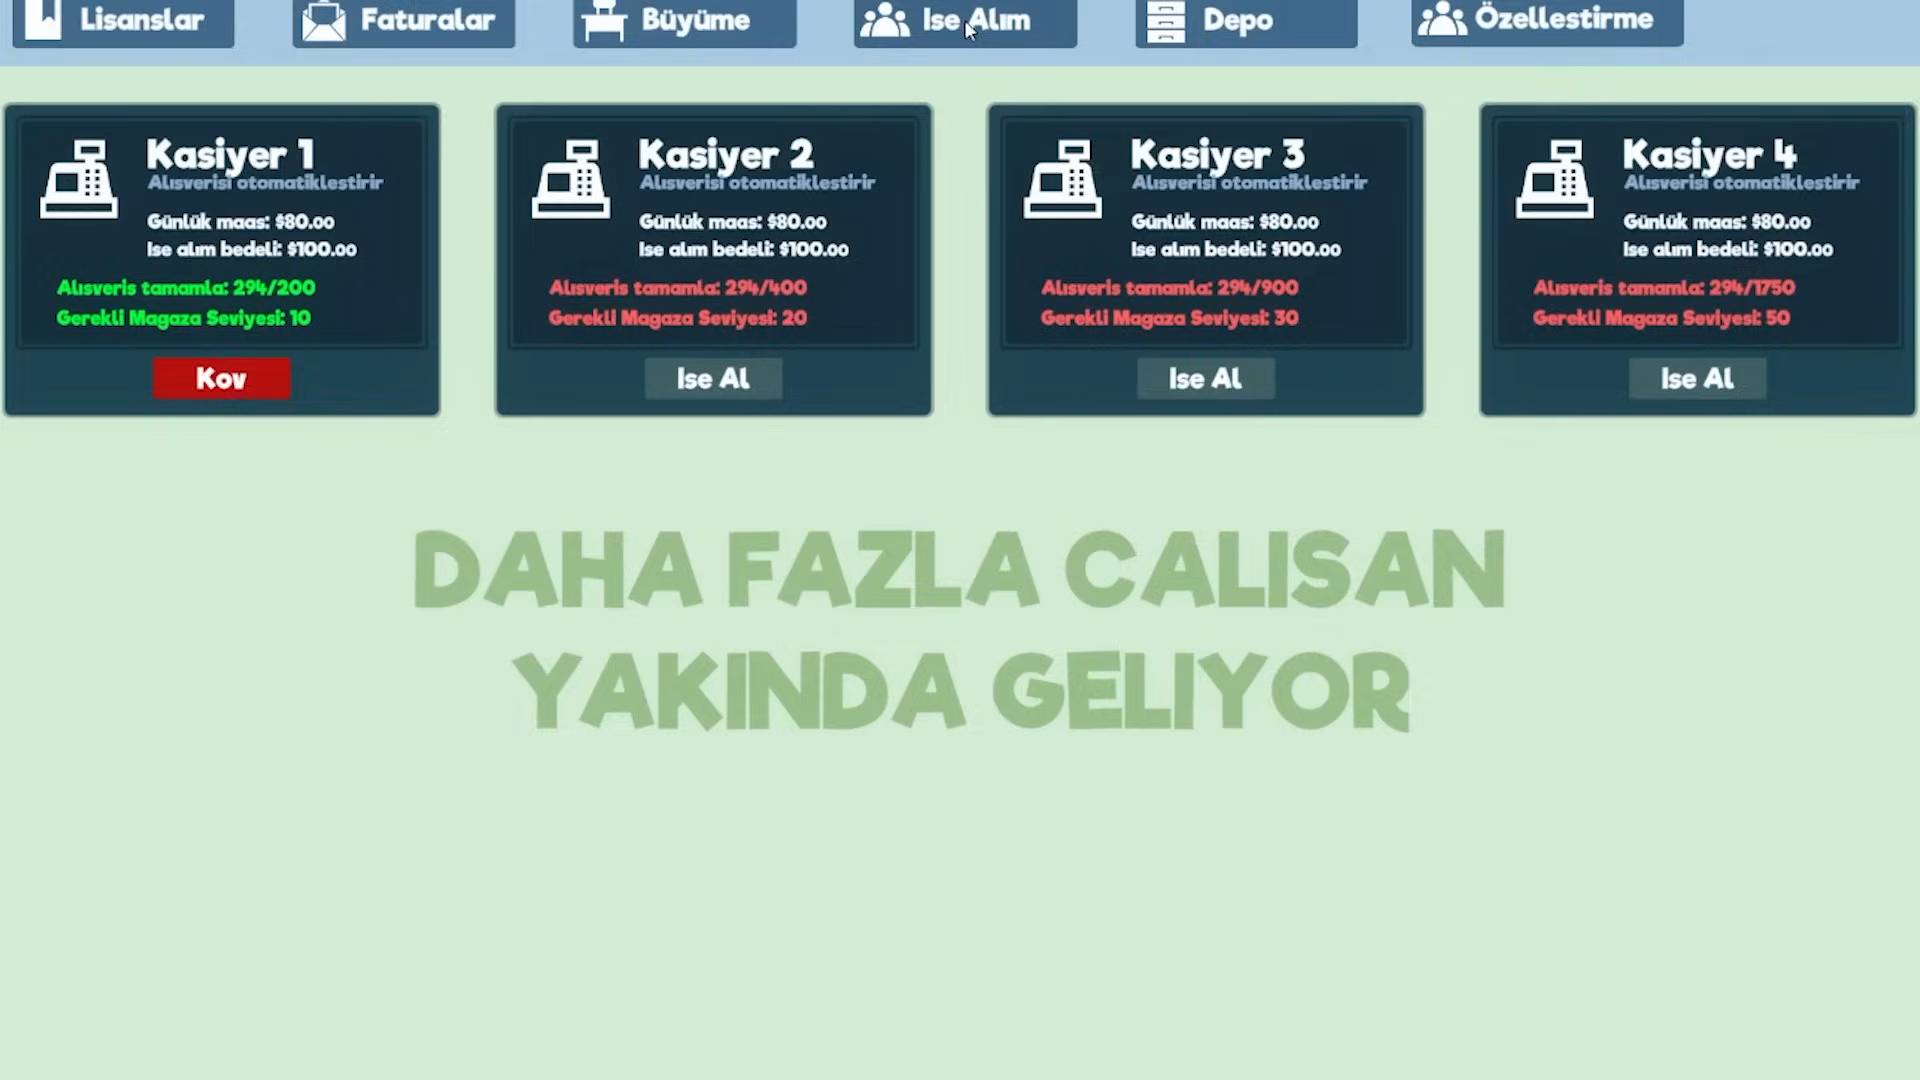 Lisanslar
Faturalar
Büyüme
Ise Alım
Depo
Özellestirme
Kasiyer 1
Alısverisi otomatiklestirir
Günlük maas: $80.00
Ise alım bedeli: $100.00
Alısveris tamamla: 294/200
Gerekli Magaza Seviyesi: 10
Kov
Kasiyer 2
Alısverisi otomatiklestirir
Günlük maas: $80.00
Ise alım bedeli: $100.00
Alısveris tamamla: 294/400
Gerekli Magaza Seviyesi: 20
Ise Al
Kasiyer 3
Alısverisi otomatiklestirir
Günlük maas: $80.00
Ise alım bedeli: $100.00
Alısveris tamamla: 294/900
Gerekli Magaza Seviyesi: 30
Ise Al
Kasiyer 4
Alısverisi otomatiklestirir
Günlük maas: $80.00
Ise alım bedeli: $100.00
Alısveris tamamla: 294/1750
Gerekli Magaza Seviyesi: 50
Ise Al
DAHA FAZLA CALISAN
YAKINDA GELIYOR